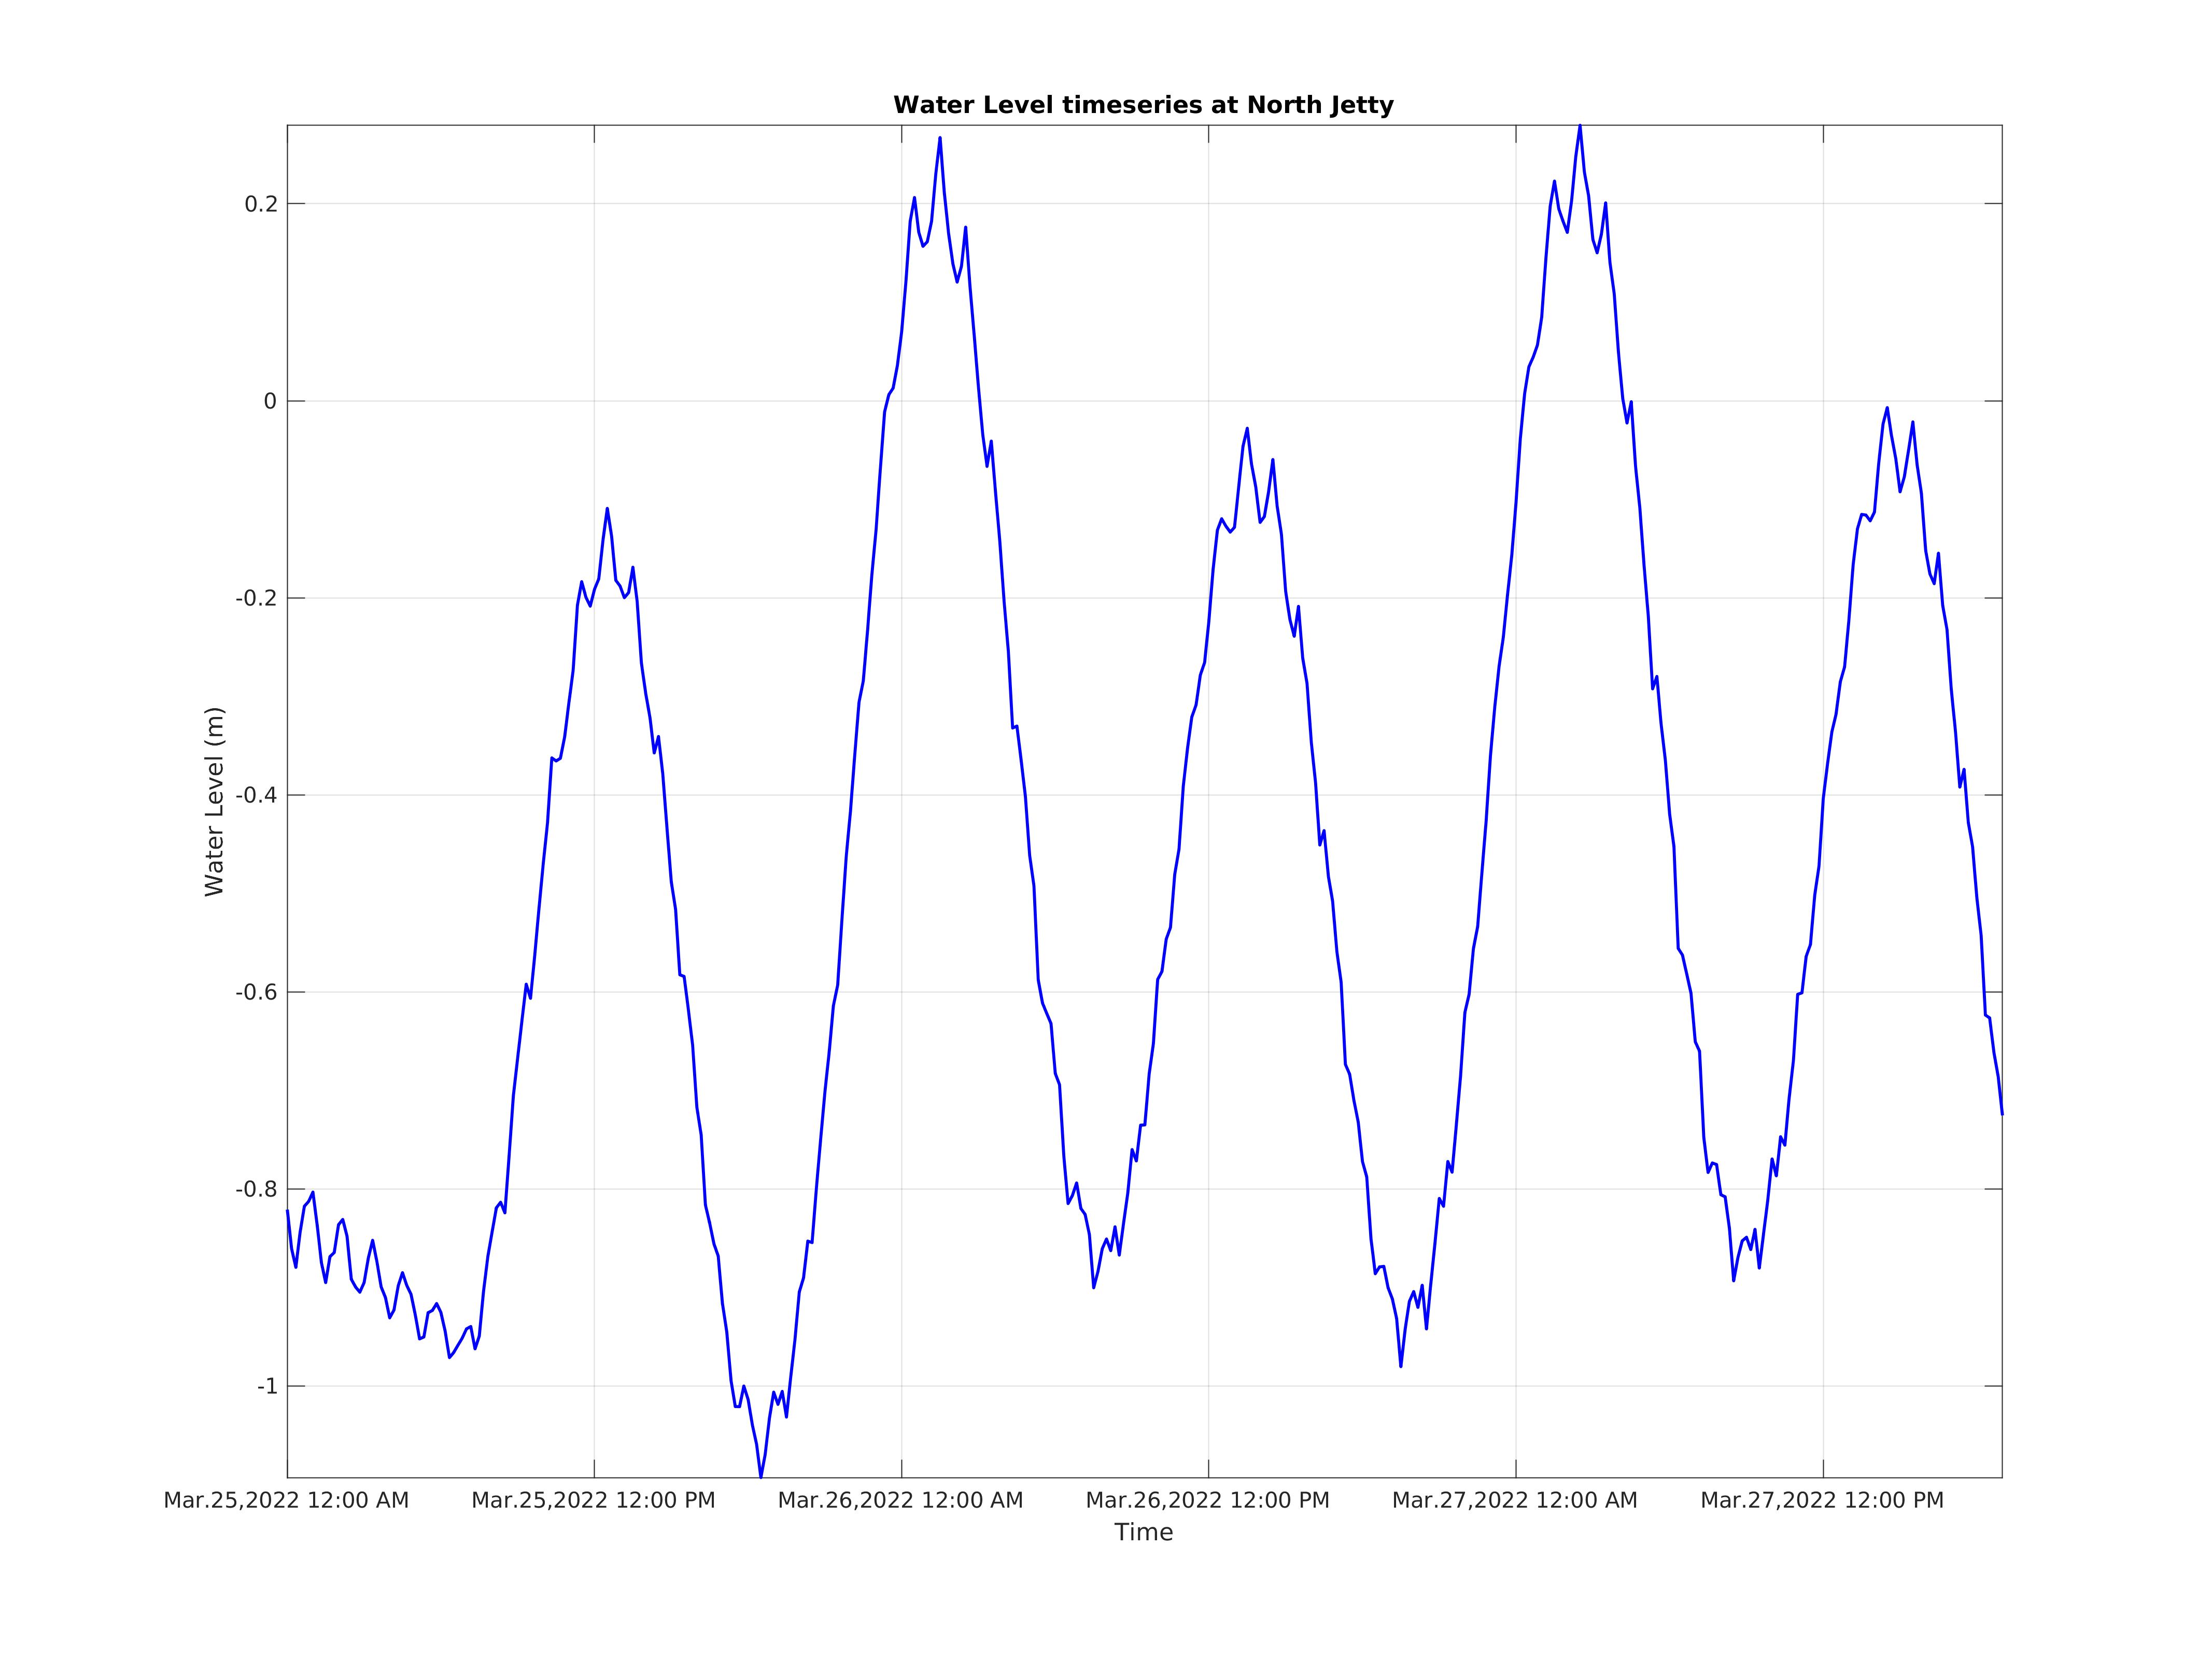 Water Level timeseries at North Jetty
0.2
0
-0.2
-0.4
-0.6
-0.8
-1
Water Level (m)
Mar.25,2022 12:00 AM
Mar.25,2022 12:00 PM
Mar.26,2022 12:00 AM
Mar.26,2022 12:00 PM
Mar.27,2022 12:00 AM
Mar.27,2022 12:00 PM
Time